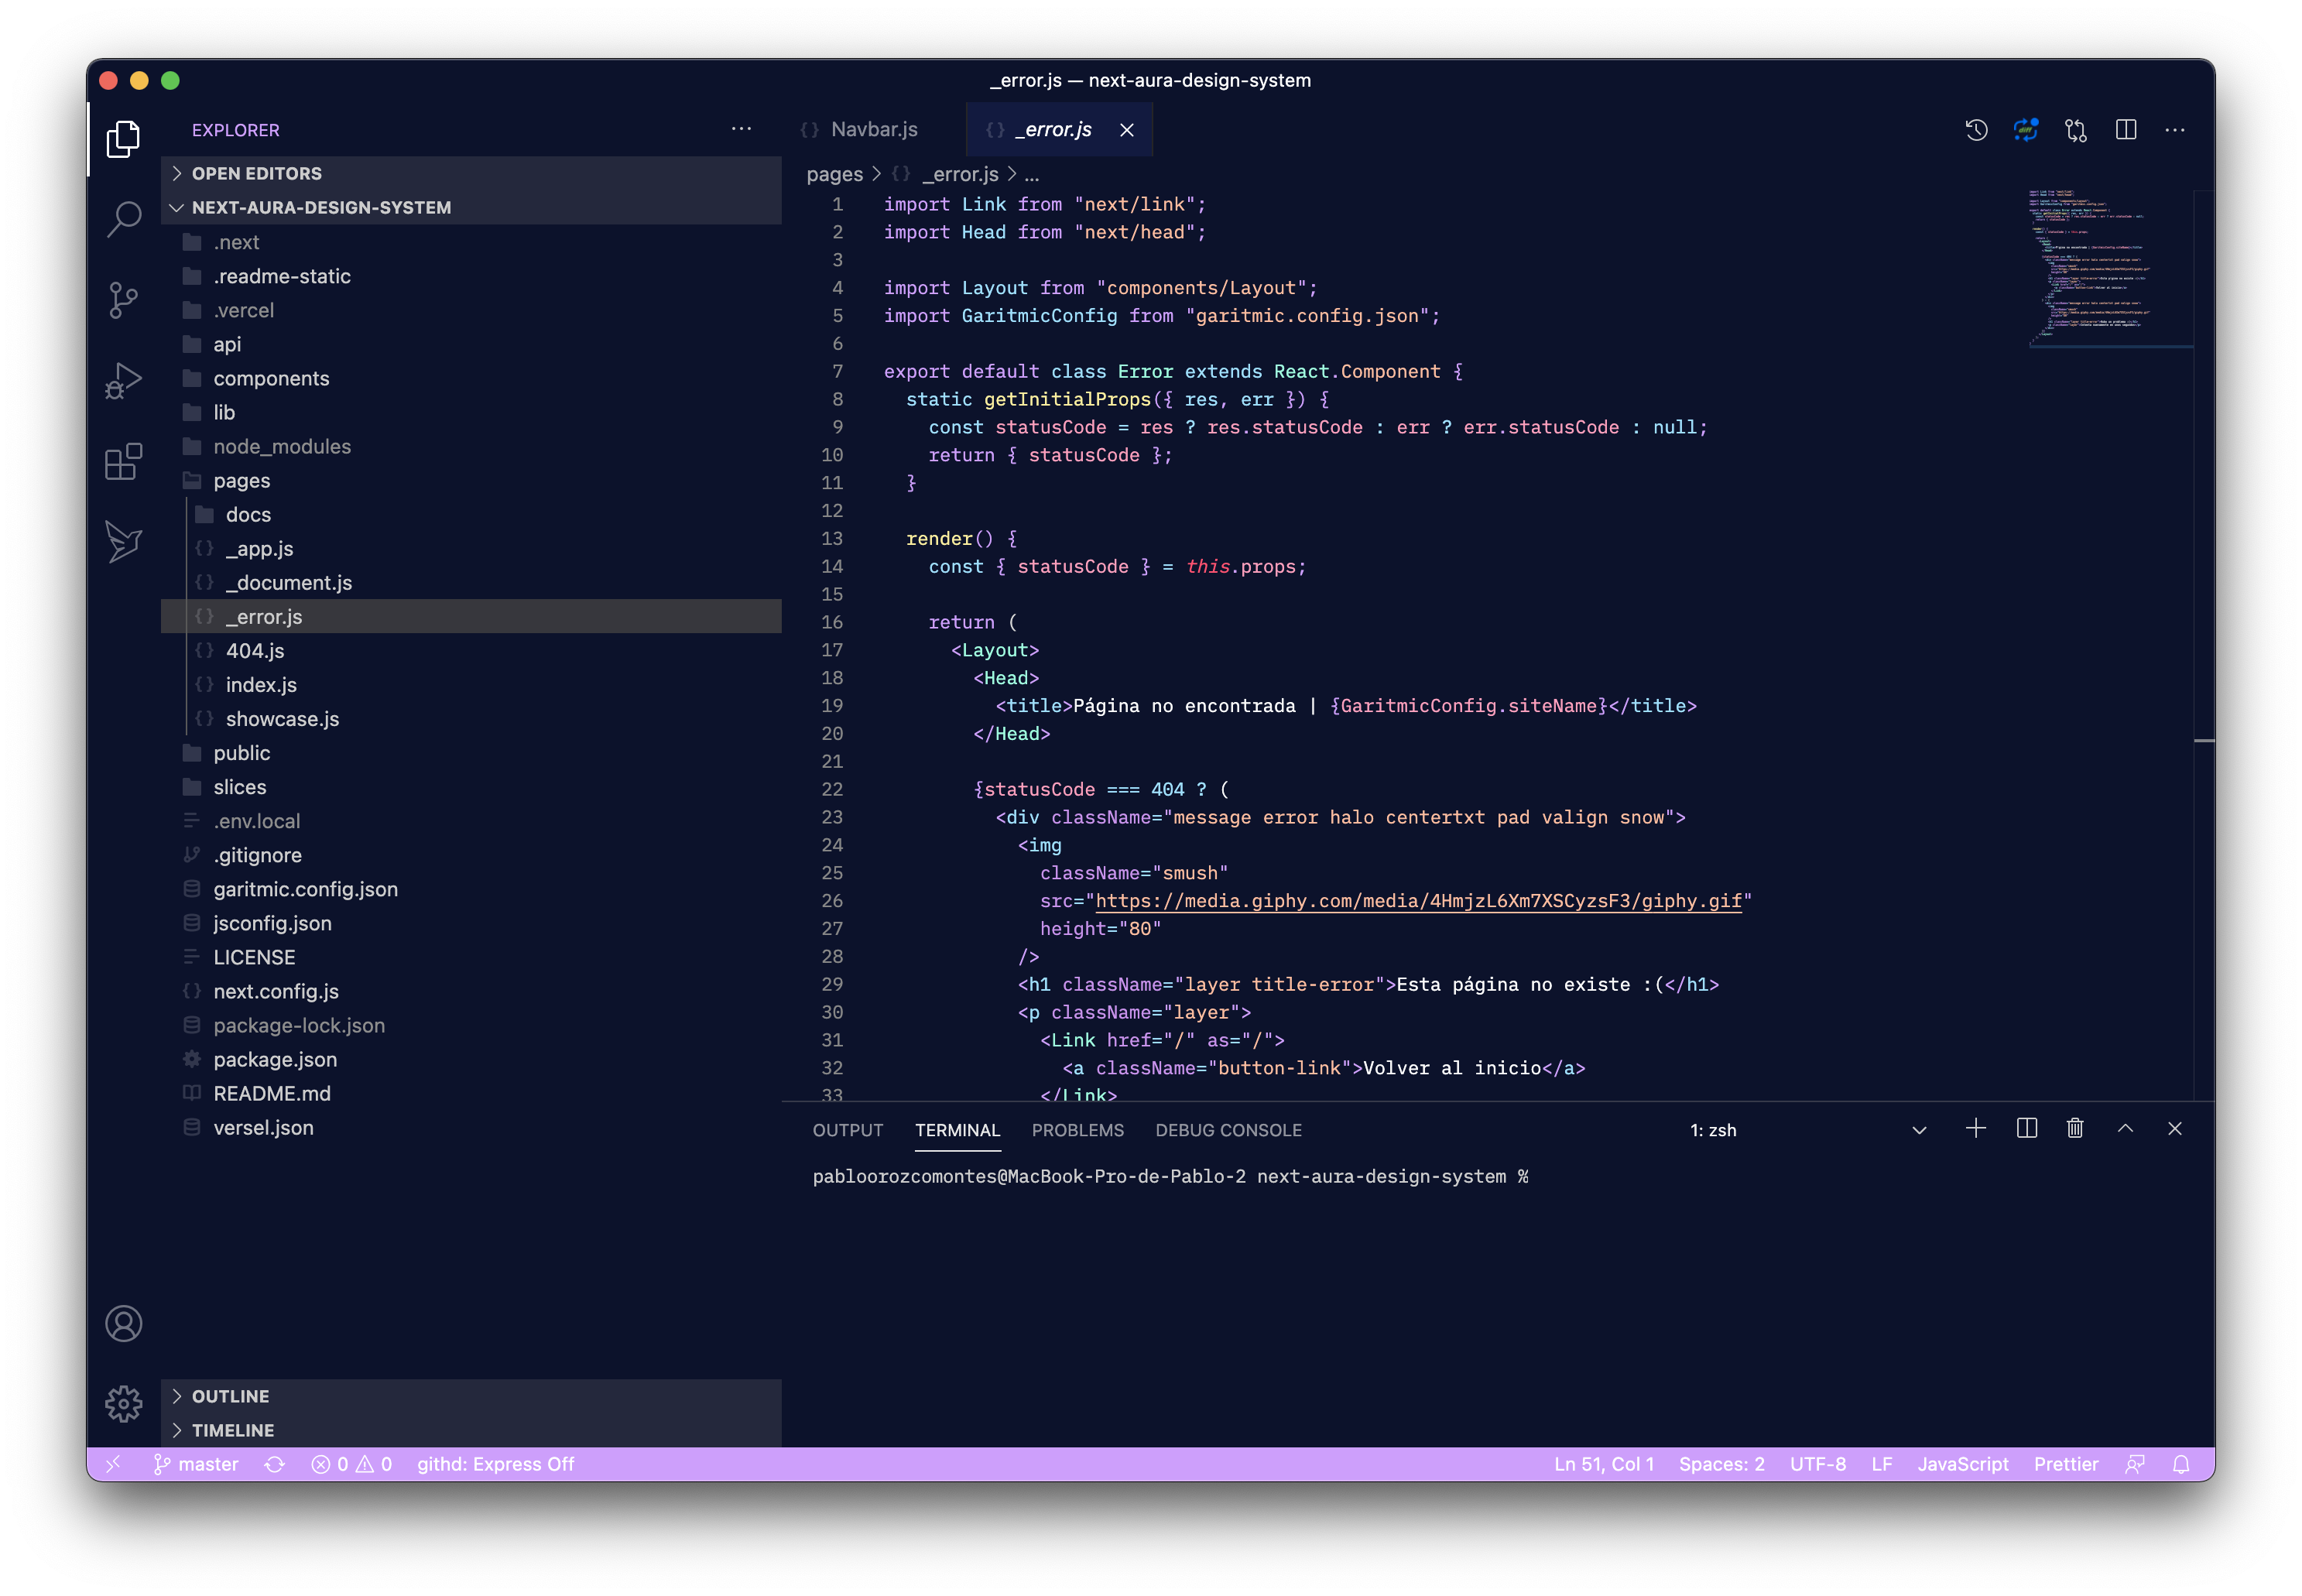 _error.js — next-aura-design-system
EXPLORER
OPEN EDITORS
NEXT-AURA-DESIGN-SYSTEM
.next
.readme-static
.vercel
api
components
lib
node_modules
pages
docs
_app.js
_document.js
_error.js
404.js
index.js
showcase.js
public
slices
.env.local
.gitignore
garitmic.config.json
jsconfig.json
LICENSE
next.config.js
package-lock.json
package.json
README.md
versel.json
OUTLINE
TIMELINE
Navbar.js
_error.js
pages > _error.js > ...
1 import Link from "next/link";
2 import Head from "next/head";
3
4 import Layout from "components/Layout";
5 import GaritmicConfig from "garitmic.config.json";
6
7 export default class Error extends React.Component {
8 static getInitialProps({ res, err }) {
9 const statusCode = res ? res.statusCode : err ? err.statusCode : null;
10 return { statusCode };
11 }
12
13 render() {
14 const { statusCode } = this.props;
15
16 return (
17 <Layout>
18 <Head>
19 <title>Página no encontrada | {GaritmicConfig.siteName}</title>
20 </Head>
21
22 {statusCode === 404 ? (
23 <div className="message error halo centertxt pad valign snow">
24 <img
25 className="smush"
26 src="https://media.giphy.com/media/4HmjzL6Xm7XSCyzsF3/giphy.gif"
27 height="80"
28 />
29 <h1 className="layer title-error">Esta página no existe :(</h1>
30 <p className="layer">
31 <Link href="/" as="/">
32 <a className="button-link">Volver al inicio</a>
33 </Link>
OUTPUT TERMINAL PROBLEMS DEBUG CONSOLE 1: zsh
pabloorozcomontes@MacBook-Pro-de-Pablo-2 next-aura-design-system %
master 0 0 githd: Express Off Ln 51, Col 1 Spaces: 2 UTF-8 LF JavaScript Prettier